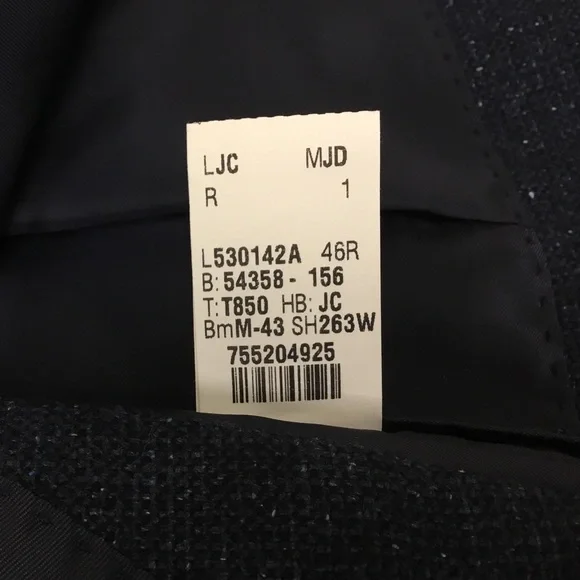 LJC MJD
R 1
L530142A 46R
B: 54358 - 156
T: T850 HB: JC
BmM-43 SH263W
755204925